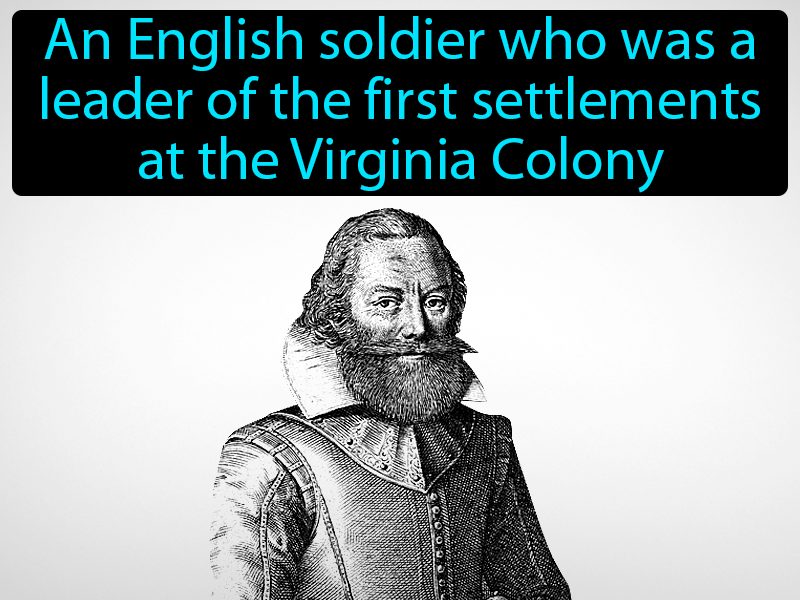 An English soldier who was a
leader of the first settlements
at the Virginia Colony